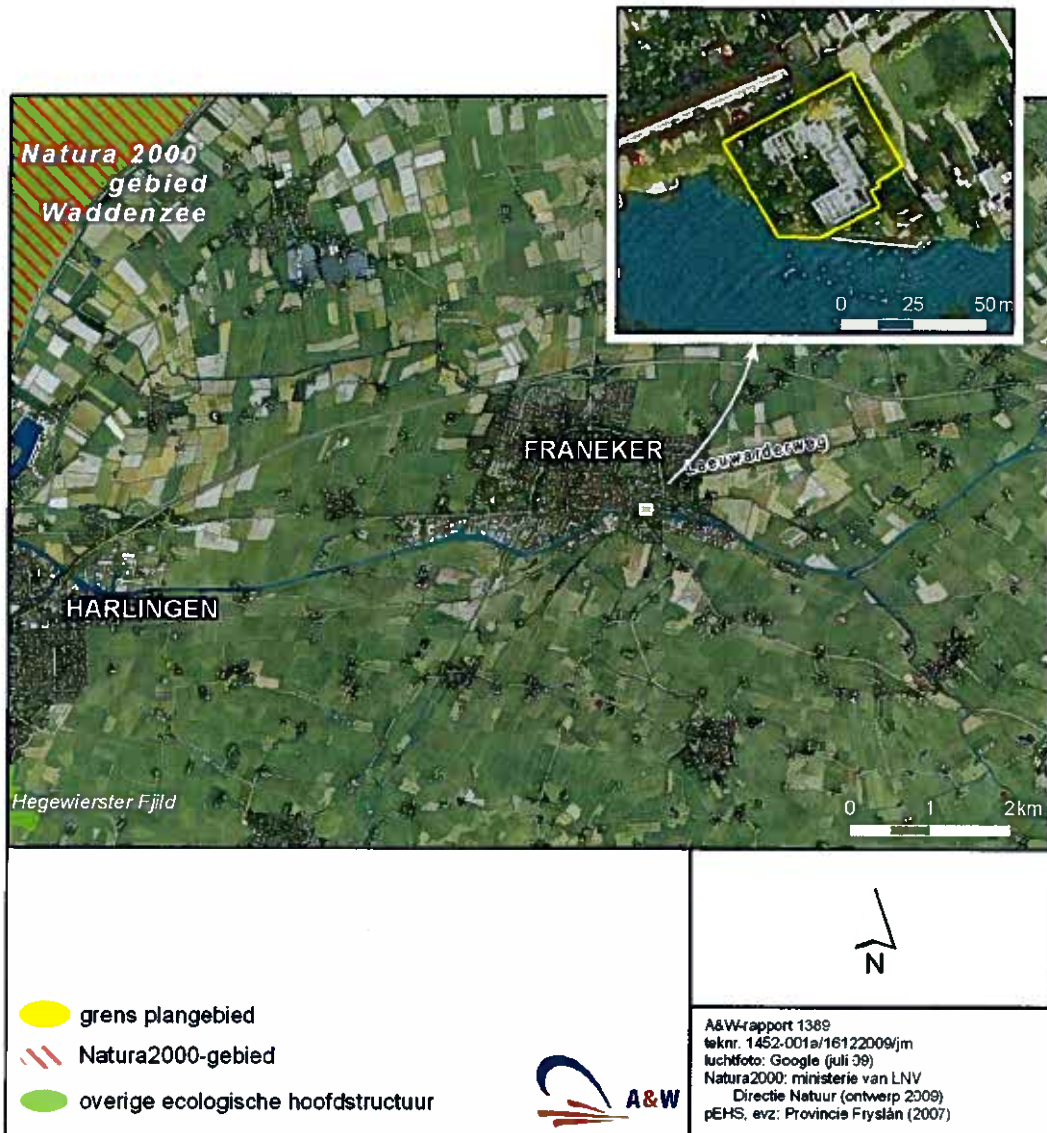 0 25 50 m
Natura 2000
gebied
Waddenzee
FRANEKER
Leeuwarderweg
HARLINGEN
Hegewierster Fjild
0 1 2km
grens plangebied
Natura2000-gebied
overige ecologische hoofdstructuur
A&W
N
A&W-rapport 1389
teknr. 1452-001a/16122009/jm
luchtfoto: Google (juli 09)
Natura2000: ministerie van LNV
Directie Natuur (ontwerp 2009)
pEHS, evz: Provincie Fryslân (2007)